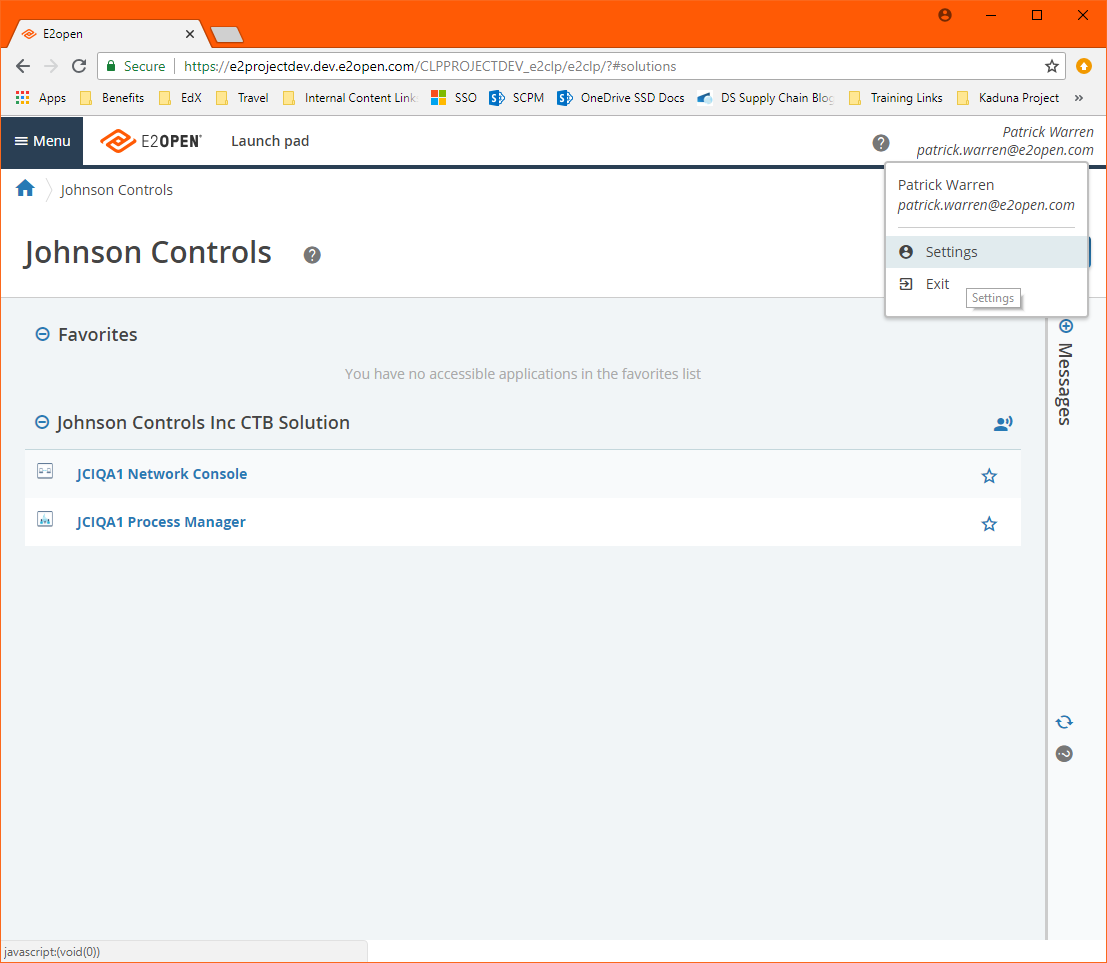 E2open
Secure https://e2projectdev.dev.e2open.com/CLPPROJECTDEV_e2clp/e2clp/?#solutions
Apps Benefits EdX Travel Internal Content Link SSO SCPM OneDrive SSD Docs DS Supply Chain Blog Training Links Kaduna Project »
Menu E2OPEN Launch pad ? Patrick Warren
patrick.warren@e2open.com
Johnson Controls
Patrick Warren
patrick.warren@e2open.com
Johnson Controls ?
Settings
Exit
Settings
Favorites
Messages
You have no accessible applications in the favorites list
Johnson Controls Inc CTB Solution
JCIQA1 Network Console
JCIQA1 Process Manager
?
javascript:(void(0))